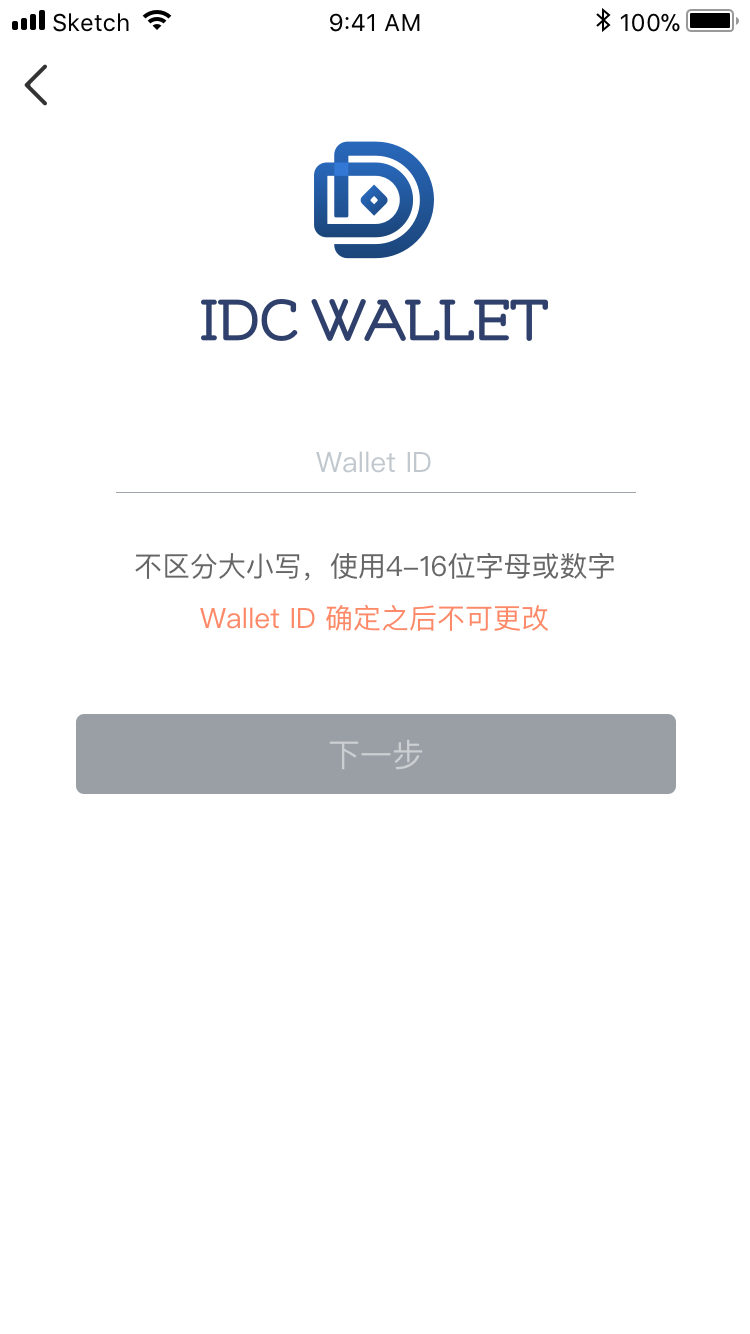 Sketch 9:41 AM 100%
IDC WALLET
Wallet ID
不区分大小写，使用4-16位字母或数字
Wallet ID 确定之后不可更改
下一步